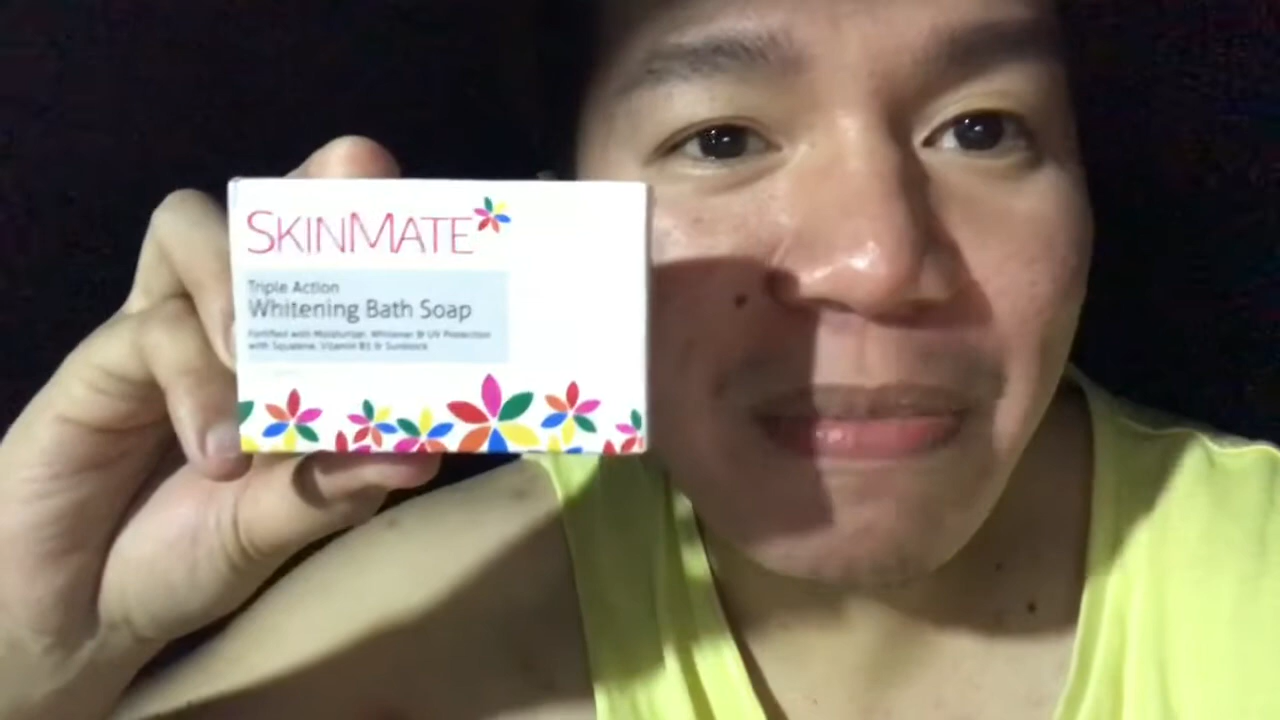 SKINMATE
Triple Action
Whitening Bath Soap
Fortified with Moisturizer, Whitener & UV Protection
with Squalene, Vitamin B3 & Sunblock